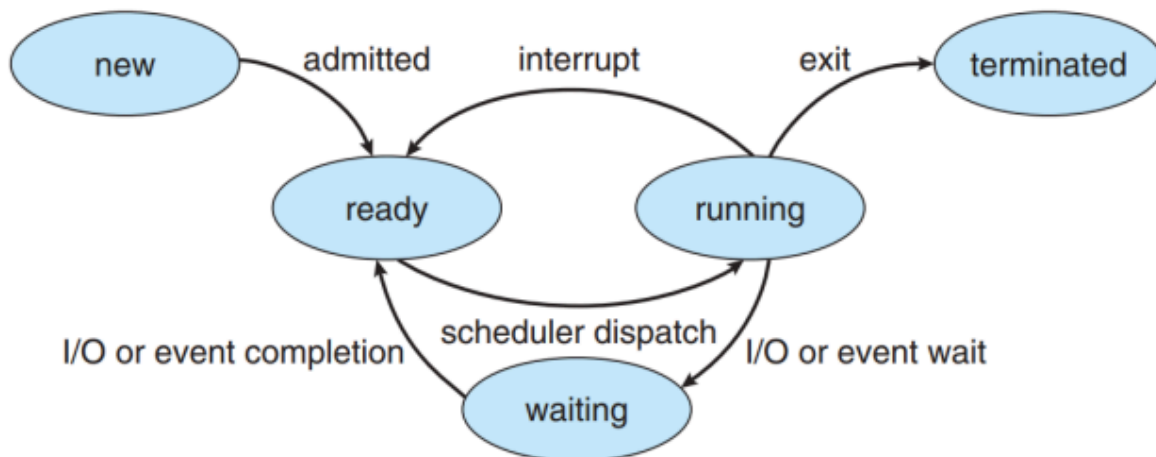 new
admitted
interrupt
exit
terminated
ready
running
scheduler dispatch
I/O or event completion
I/O or event wait
waiting